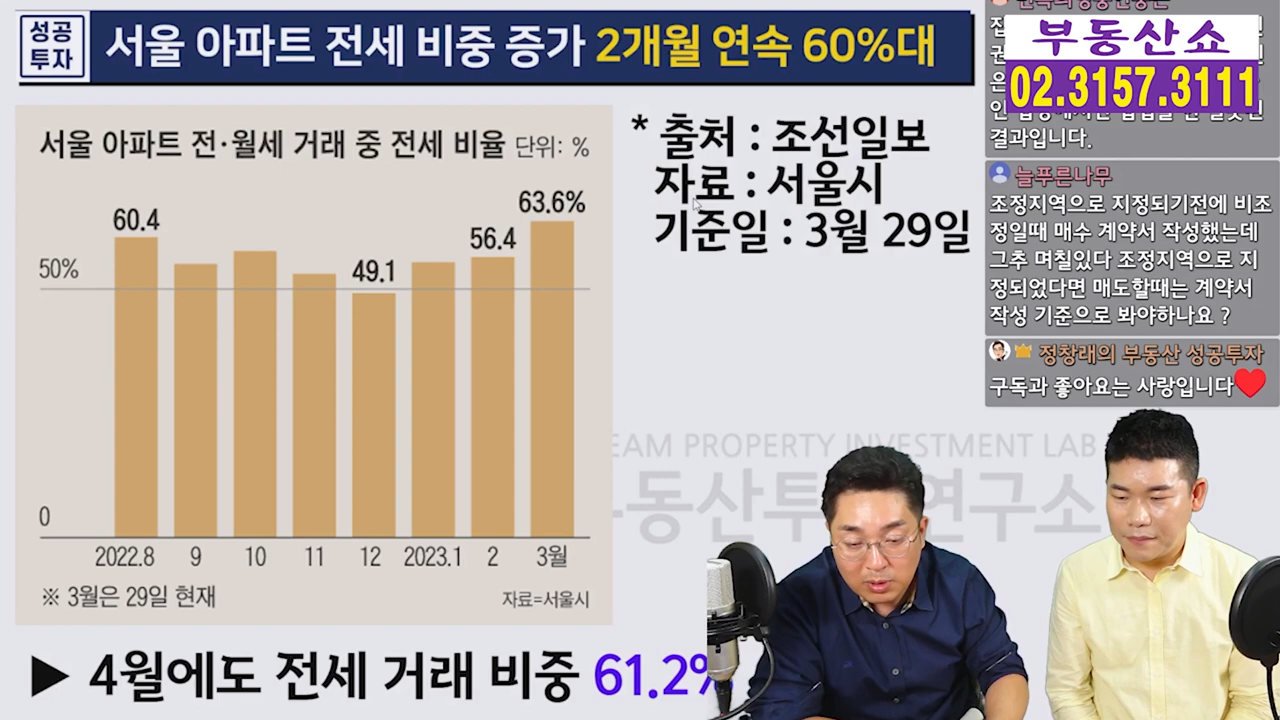 성공
투자
서울 아파트 전세 비중 증가 2개월 연속 60%대
서울 아파트 전·월세 거래 중 전세 비율 단위: %
60.4
56.4
63.6%
49.1
50%
0
2022.8 9 10 11 12 2023.1 2 3월
※ 3월은 29일 현재
자료=서울시
* 출처 : 조선일보
자료 : 서울시
기준일 : 3월 29일
▶ 4월에도 전세 거래 비중 61.2%
EAM PROPERTY INVESTMENT LAB
동산투 연구소
부동산쇼
02.3157.3111
결과입니다.
늘푸른나무
조정지역으로 지정되기전에 비조
정일때 매수 계약서 작성했는데
그추 며칠있다 조정지역으로 지
정되었다면 매도할때는 계약서
작성 기준으로 봐야하나요 ?
정창래의 부동산 성공투자
구독과 좋아요는 사랑입니다